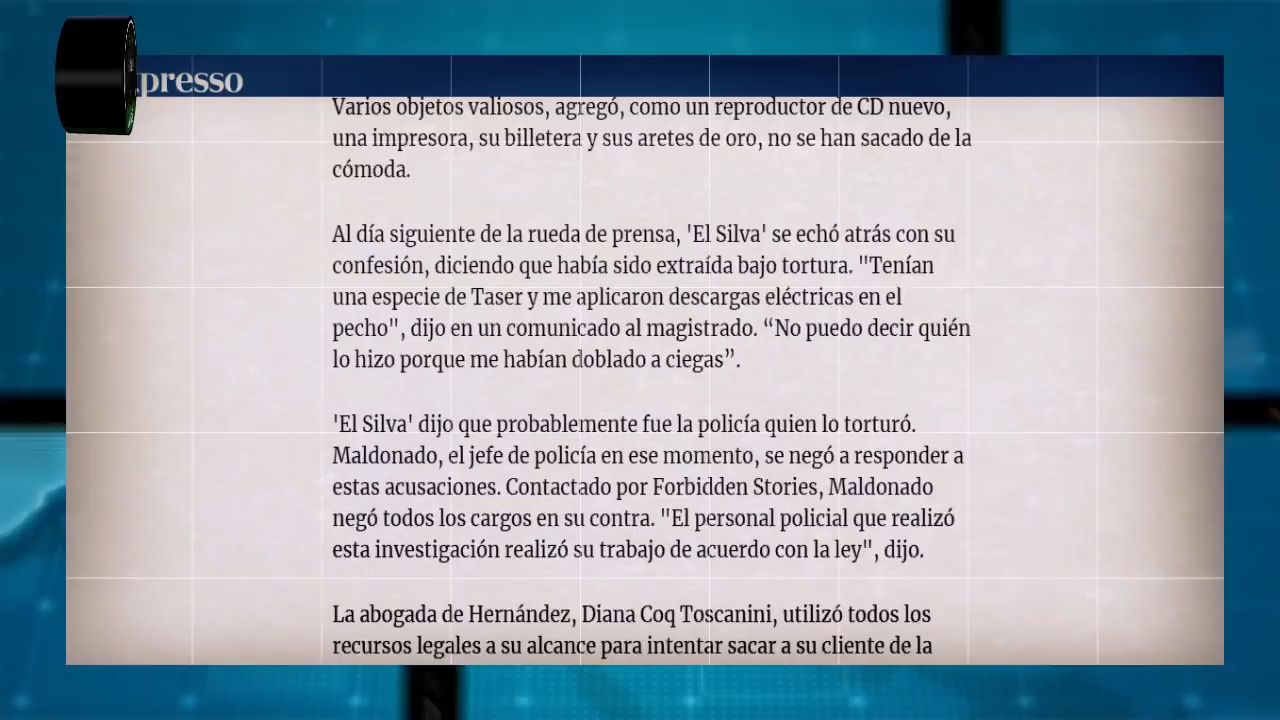 presso
Varios objetos valiosos, agregó, como un reproductor de CD nuevo,
una impresora, su billetera y sus aretes de oro, no se han sacado de la
cómoda.
Al día siguiente de la rueda de prensa, 'El Silva' se echó atrás con su
confesión, diciendo que había sido extraída bajo tortura. "Tenían
una especie de Taser y me aplicaron descargas eléctricas en el
pecho", dijo en un comunicado al magistrado. “No puedo decir quién
lo hizo porque me habían doblado a ciegas”.
'El Silva' dijo que probablemente fue la policía quien lo torturó.
Maldonado, el jefe de policía en ese momento, se negó a responder a
estas acusaciones. Contactado por Forbidden Stories, Maldonado
negó todos los cargos en su contra. "El personal policial que realizó
esta investigación realizó su trabajo de acuerdo con la ley", dijo.
La abogada de Hernández, Diana Coq Toscanini, utilizó todos los
recursos legales a su alcance para intentar sacar a su cliente de la